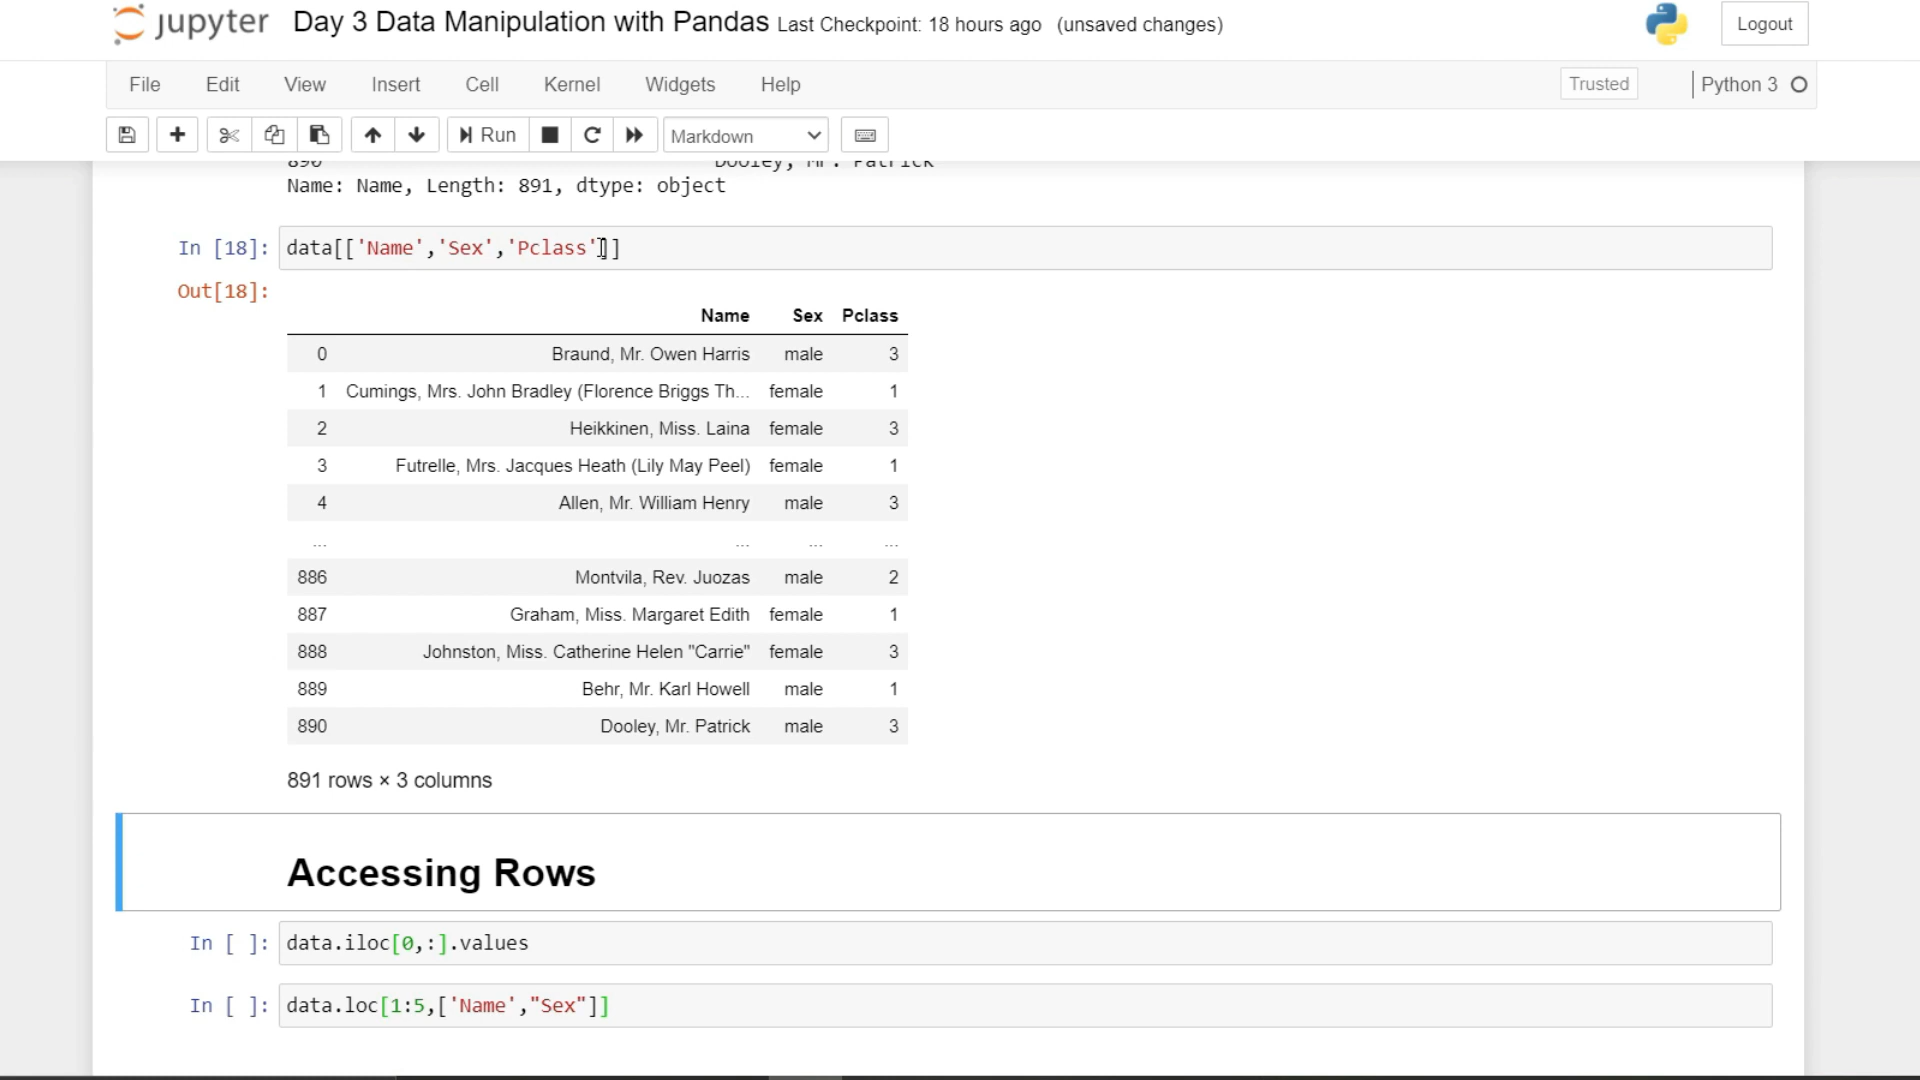 jupyter Day 3 Data Manipulation with Pandas Last Checkpoint: 18 hours ago (unsaved changes) Logout
File Edit View Insert Cell Kernel Widgets Help Trusted Python 3
Run Markdown
890 Dooley, Mr. Patrick
Name: Name, Length: 891, dtype: object
In [18]: data[['Name','Sex','Pclass']]
Out[18]:
Name Sex Pclass
0 Braund, Mr. Owen Harris male 3
1 Cumings, Mrs. John Bradley (Florence Briggs Th... female 1
2 Heikkinen, Miss. Laina female 3
3 Futrelle, Mrs. Jacques Heath (Lily May Peel) female 1
4 Allen, Mr. William Henry male 3
... ... ... ...
886 Montvila, Rev. Juozas male 2
887 Graham, Miss. Margaret Edith female 1
888 Johnston, Miss. Catherine Helen "Carrie" female 3
889 Behr, Mr. Karl Howell male 1
890 Dooley, Mr. Patrick male 3
891 rows × 3 columns
Accessing Rows
In [ ]: data.iloc[0,:].values
In [ ]: data.loc[1:5,['Name',"Sex"]]